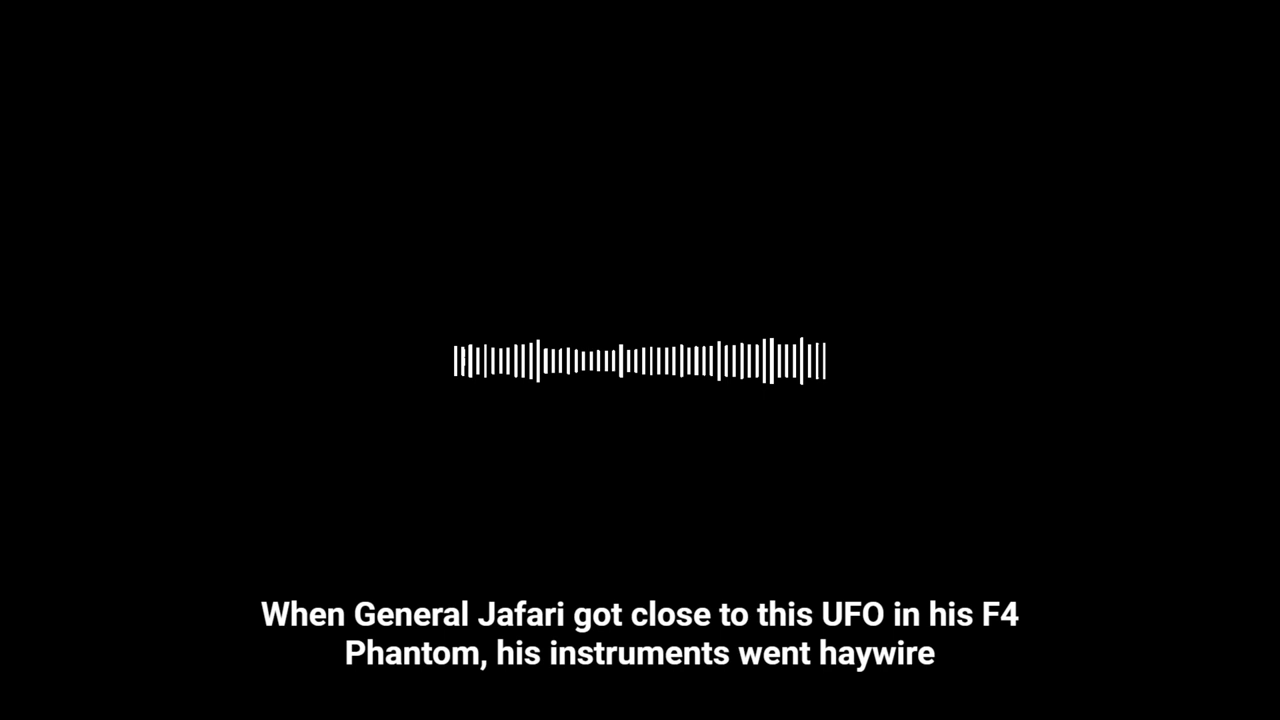 When General Jafari got close to this UFO in his F4
Phantom, his instruments went haywire